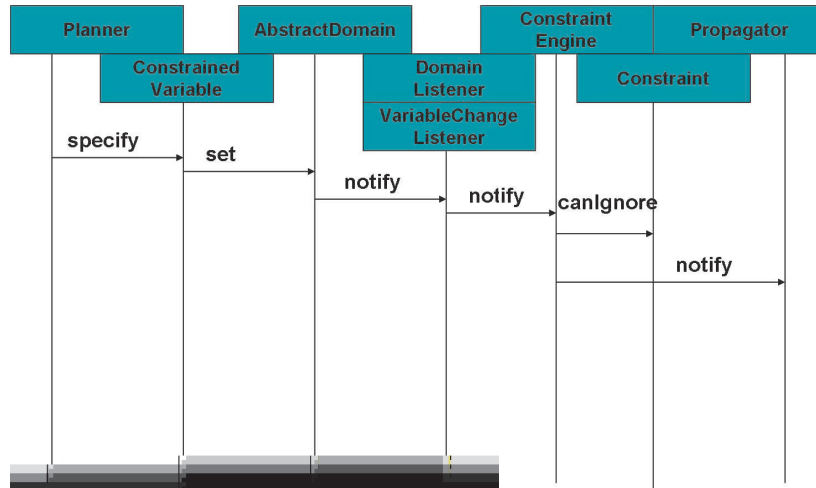 Planner
AbstractDomain
Constraint
Engine
Propagator
Constrained
Variable
Domain
Listener
VariableChange
Listener
Constraint
specify
set
notify
notify
canIgnore
notify